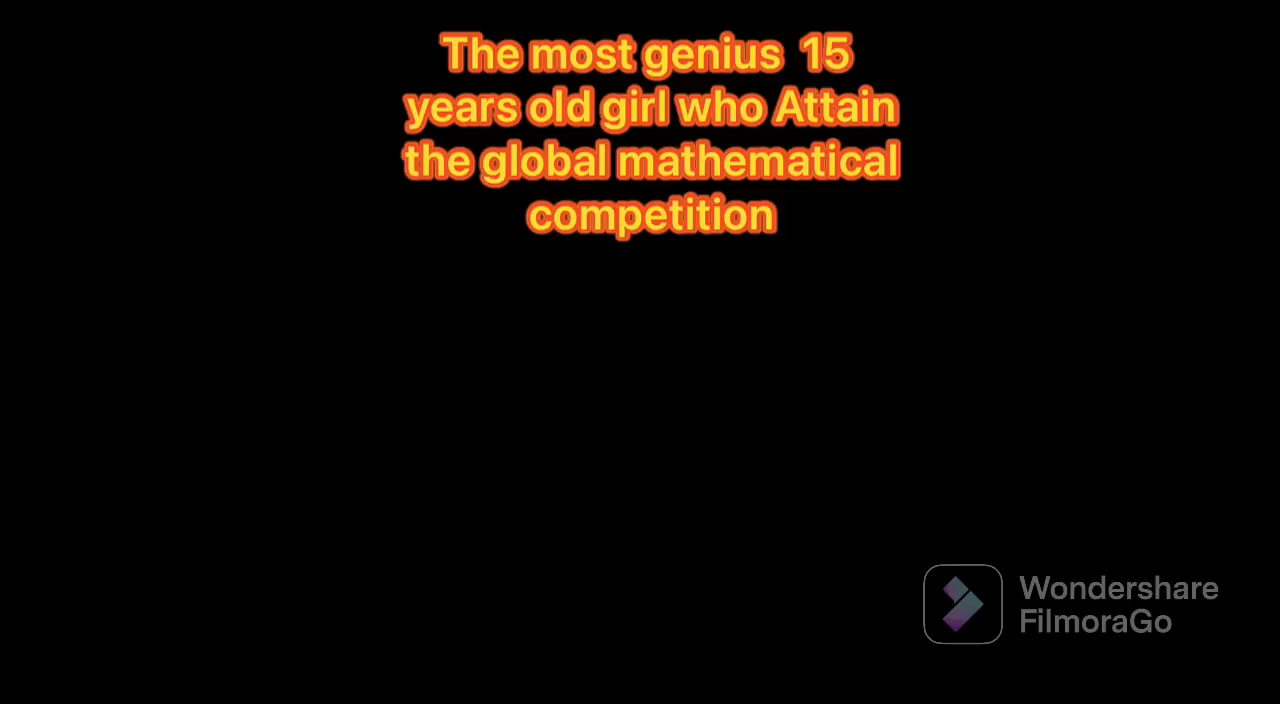 The most genius 15
years old girl who Attain
the global mathematical
competition
Wondershare
FilmoraGo